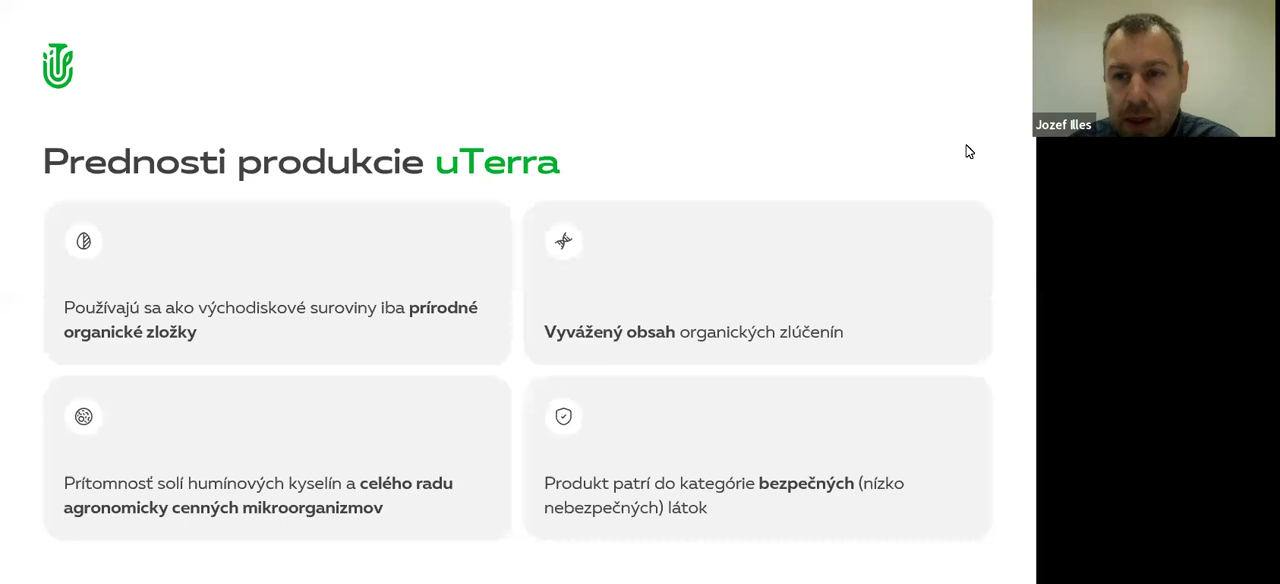 Prednosti produkcie uTerra
Používajú sa ako východiskové suroviny iba prírodné
organické zložky
Vyvážený obsah organických zlúčenín
Prítomnosť solí humínových kyselín a celého radu
agronomicky cenných mikroorganizmov
Produkt patrí do kategórie bezpečných (nízko
nebezpečných) látok
Jozef Illes